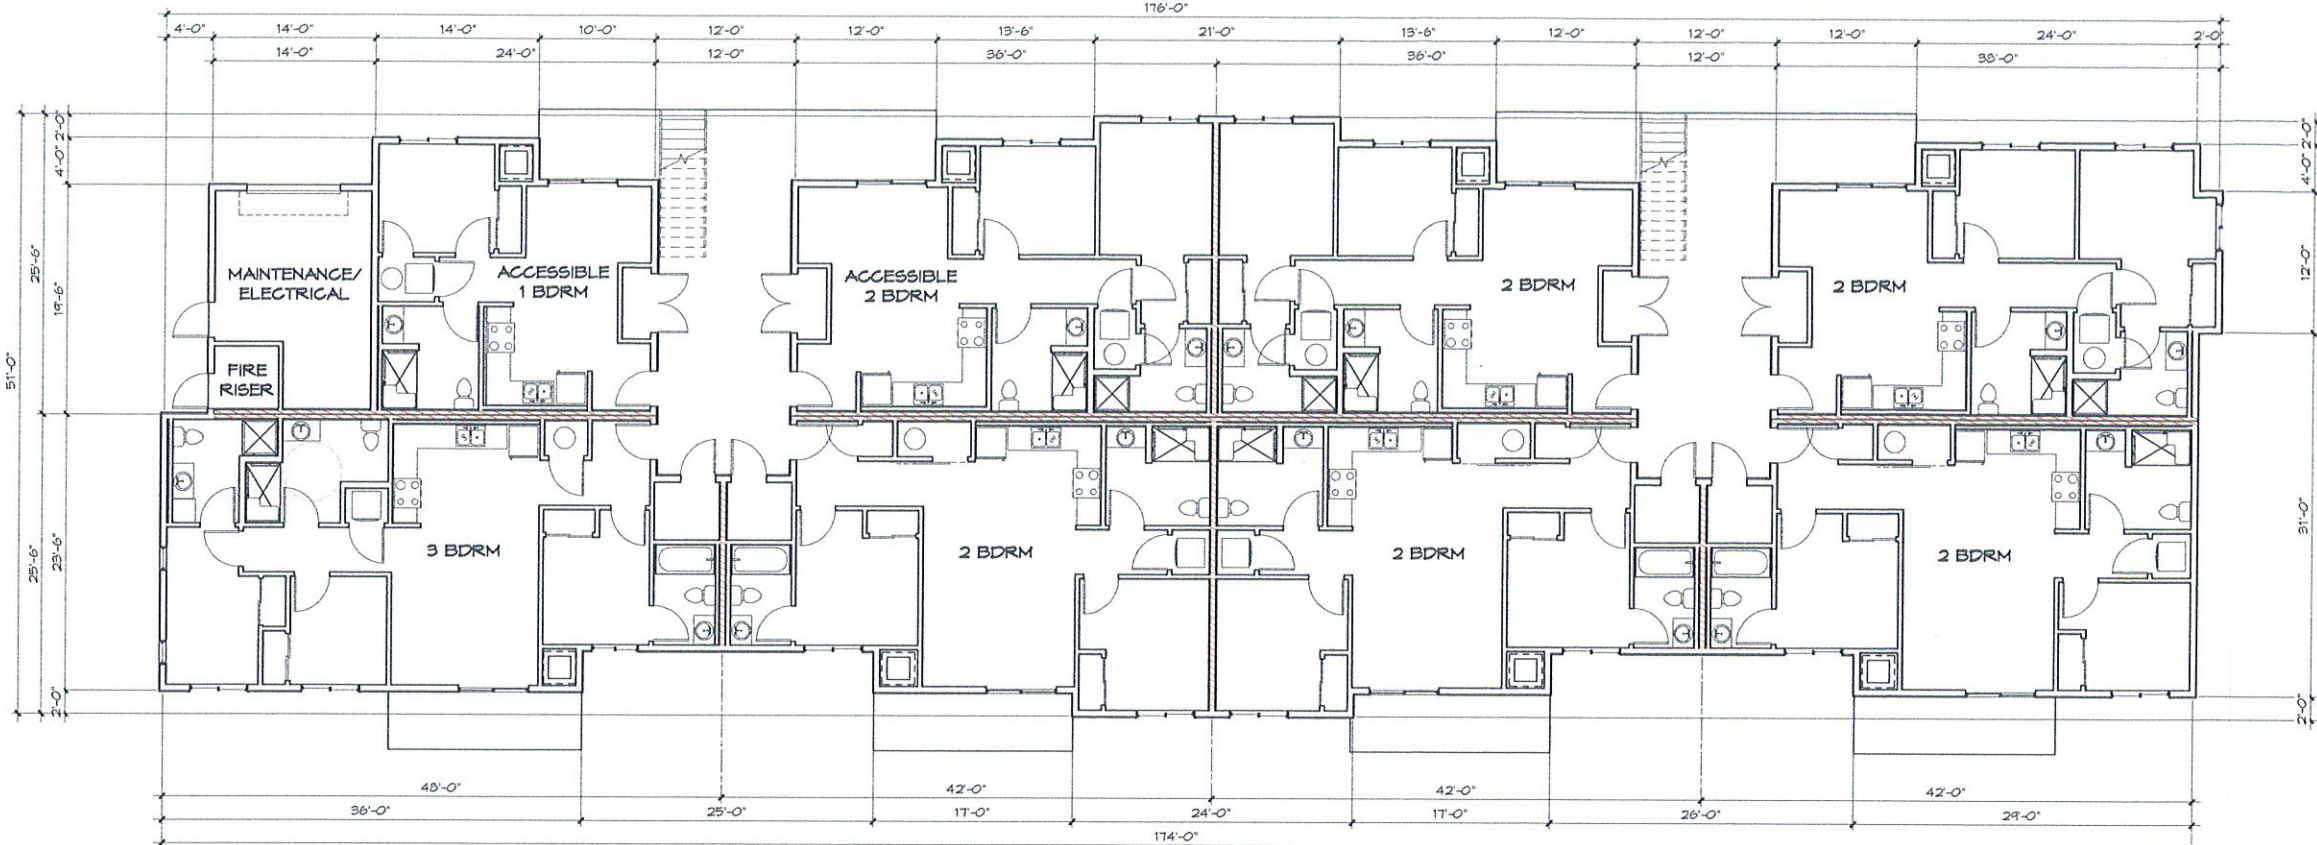 176'-0"
4'-0" 14'-0" 14'-0" 10'-0" 12'-0" 12'-0" 13'-6" 21'-0" 13'-6" 12'-0" 12'-0" 12'-0" 24'-0" 2'-0"
14'-0" 24'-0" 12'-0" 36'-0" 36'-0" 12'-0" 38'-0"
2'-0"
4'-0"
19'-6"
25'-6"
51'-0"
25'-6"
23'-6"
2'-0"
MAINTENANCE/
ELECTRICAL
FIRE
RISER
ACCESSIBLE
1 BDRM
ACCESSIBLE
2 BDRM
2 BDRM
2 BDRM
2'-0"
4'-0"
12'-0"
31'-0"
2'-0"
3 BDRM
2 BDRM
2 BDRM
2 BDRM
48'-0" 42'-0" 42'-0" 42'-0"
36'-0" 25'-0" 17'-0" 24'-0" 17'-0" 26'-0" 29'-0"
174'-0"